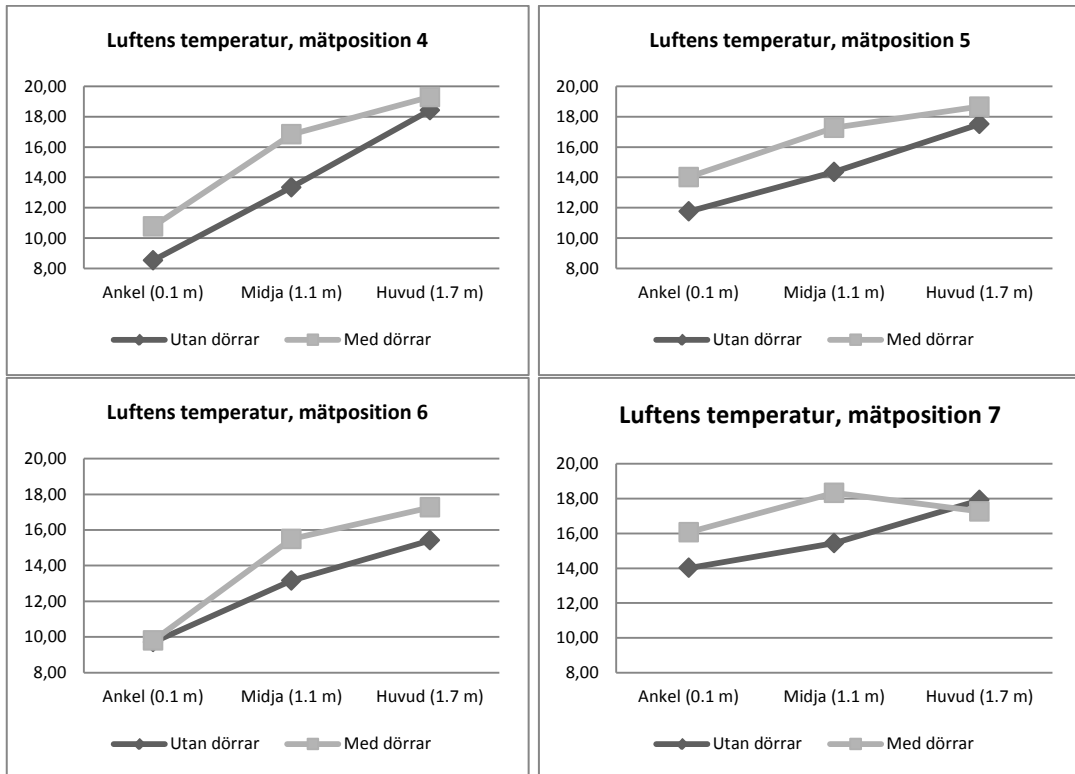 Luftens temperatur, mätposition 4
20,00
18,00
16,00
14,00
12,00
10,00
8,00
Ankel (0.1 m) Midja (1.1 m) Huvud (1.7 m)
Utan dörrar Med dörrar
Luftens temperatur, mätposition 5
20,00
18,00
16,00
14,00
12,00
10,00
8,00
Ankel (0.1 m) Midja (1.1 m) Huvud (1.7 m)
Utan dörrar Med dörrar
Luftens temperatur, mätposition 6
20,00
18,00
16,00
14,00
12,00
10,00
8,00
Ankel (0.1 m) Midja (1.1 m) Huvud (1.7 m)
Utan dörrar Med dörrar
Luftens temperatur, mätposition 7
20,00
18,00
16,00
14,00
12,00
10,00
8,00
Ankel (0.1 m) Midja (1.1 m) Huvud (1.7 m)
Utan dörrar Med dörrar